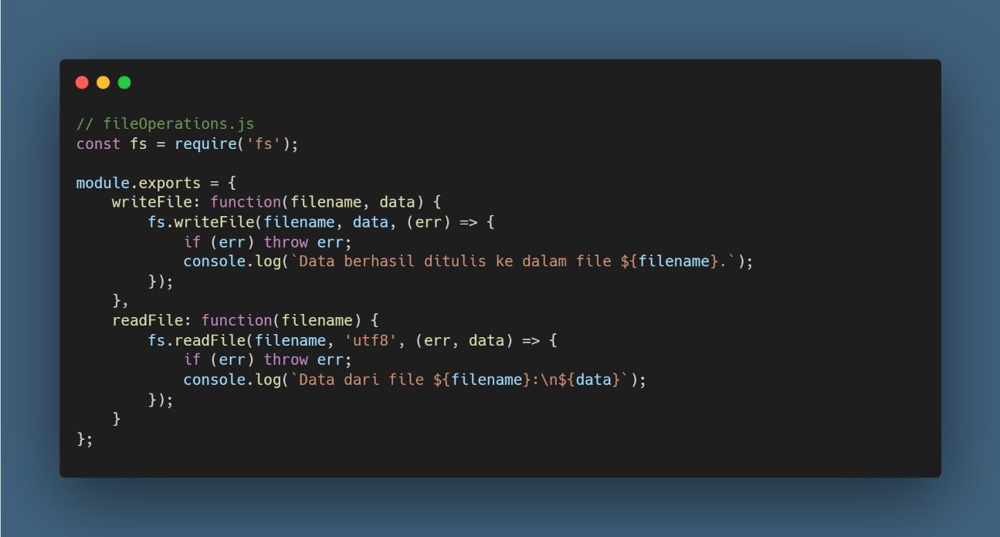 // fileOperations.js
const fs = require('fs');

module.exports = {
    writeFile: function(filename, data) {
        fs.writeFile(filename, data, (err) => {
            if (err) throw err;
            console.log(`Data berhasil ditulis ke dalam file ${filename}.`);
        });
    },
    readFile: function(filename) {
        fs.readFile(filename, 'utf8', (err, data) => {
            if (err) throw err;
            console.log(`Data dari file ${filename}:\n${data}`);
        });
    }
};